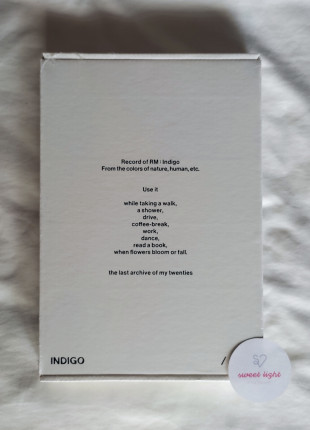 Record of RM : Indigo
From the colors of nature, human, etc.
Use it
while taking a walk,
a shower,
drive,
coffee-break,
work,
dance,
read a book,
when flowers bloom or fall.
the last archive of my twenties
INDIGO
/
sweet light